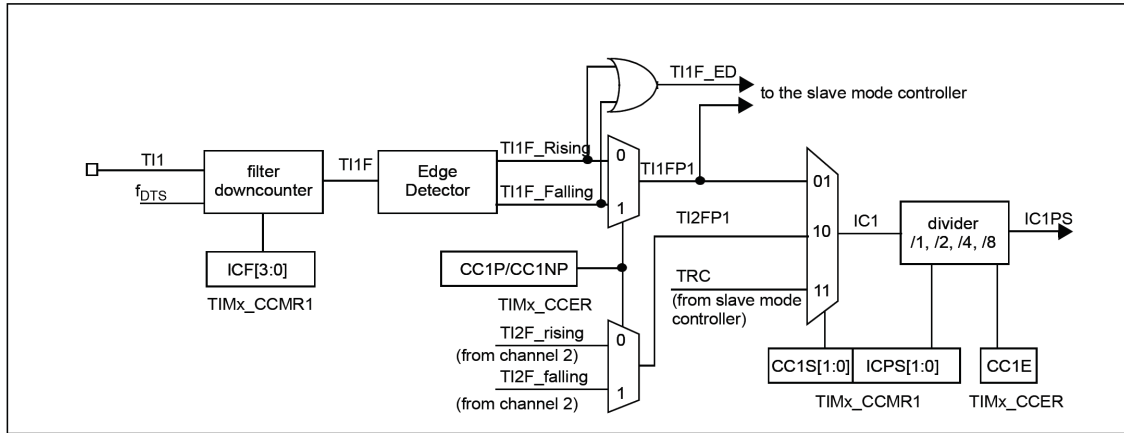 TI1F_ED
to the slave mode controller
TI1
fDTS
filter
downcounter
TI1F
Edge
Detector
TI1F_Rising
TI1F_Falling
0
1
TI1FP1
TI2FP1
01
10
11
IC1
divider
/1, /2, /4, /8
IC1PS
ICF[3:0]
TIMx_CCMR1
CC1P/CC1NP
TIMx_CCER
TRC
(from slave mode
controller)
TI2F_rising
(from channel 2)
TI2F_falling
(from channel 2)
0
1
CC1S[1:0]
ICPS[1:0]
TIMx_CCMR1
CC1E
TIMx_CCER